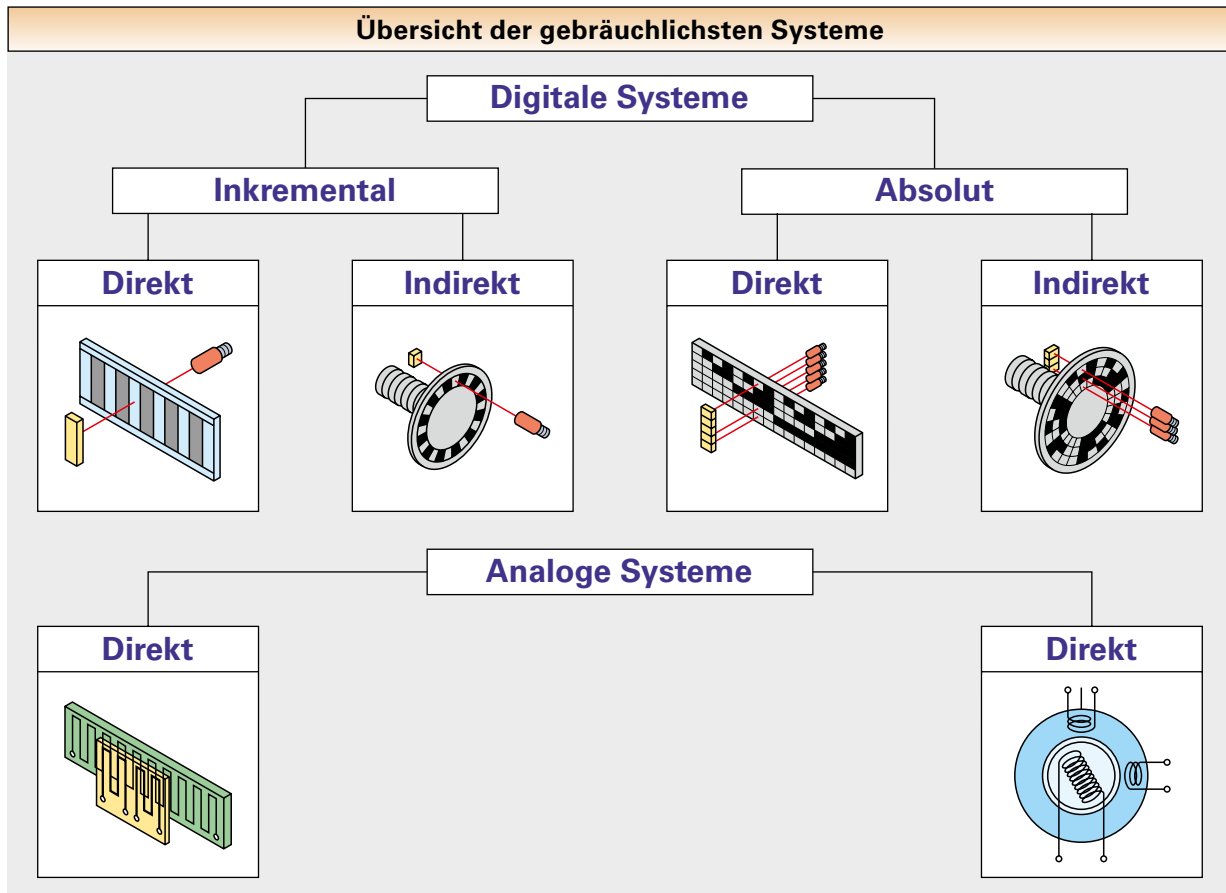 Übersicht der gebräuchlichsten Systeme
Digitale Systeme
Inkremental
Absolut
Direkt
Indirekt
Direkt
Indirekt
Analoge Systeme
Direkt
Direkt